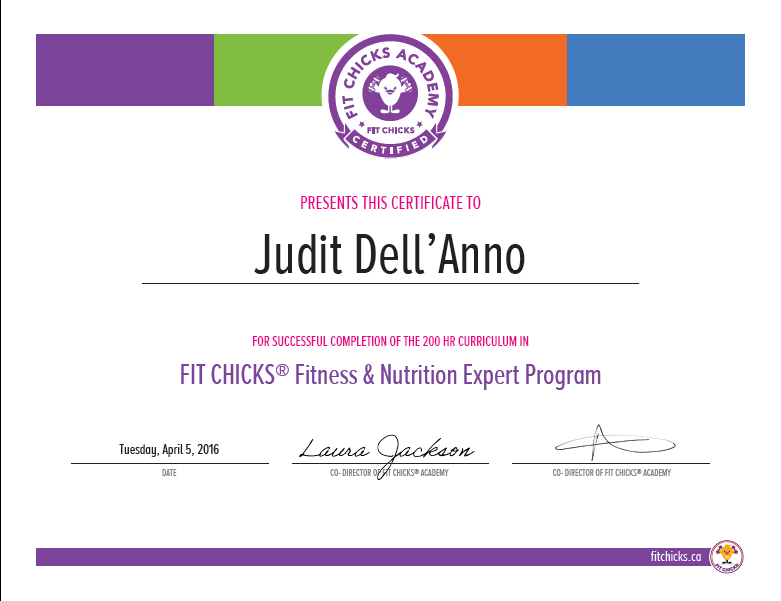 FIT CHICKS ACADEMY
FIT CHICKS
CERTIFIED
PRESENTS THIS CERTIFICATE TO
Judit Dell’Anno
FOR SUCCESSFUL COMPLETION OF THE 200 HR CURRICULUM IN
FIT CHICKS® Fitness & Nutrition Expert Program
Tuesday, April 5, 2016
Laura Jackson
DATE
CO- DIRECTOR OF FIT CHICKS® ACADEMY
CO- DIRECTOR OF FIT CHICKS® ACADEMY
fitchicks.ca
FIT CHICKS